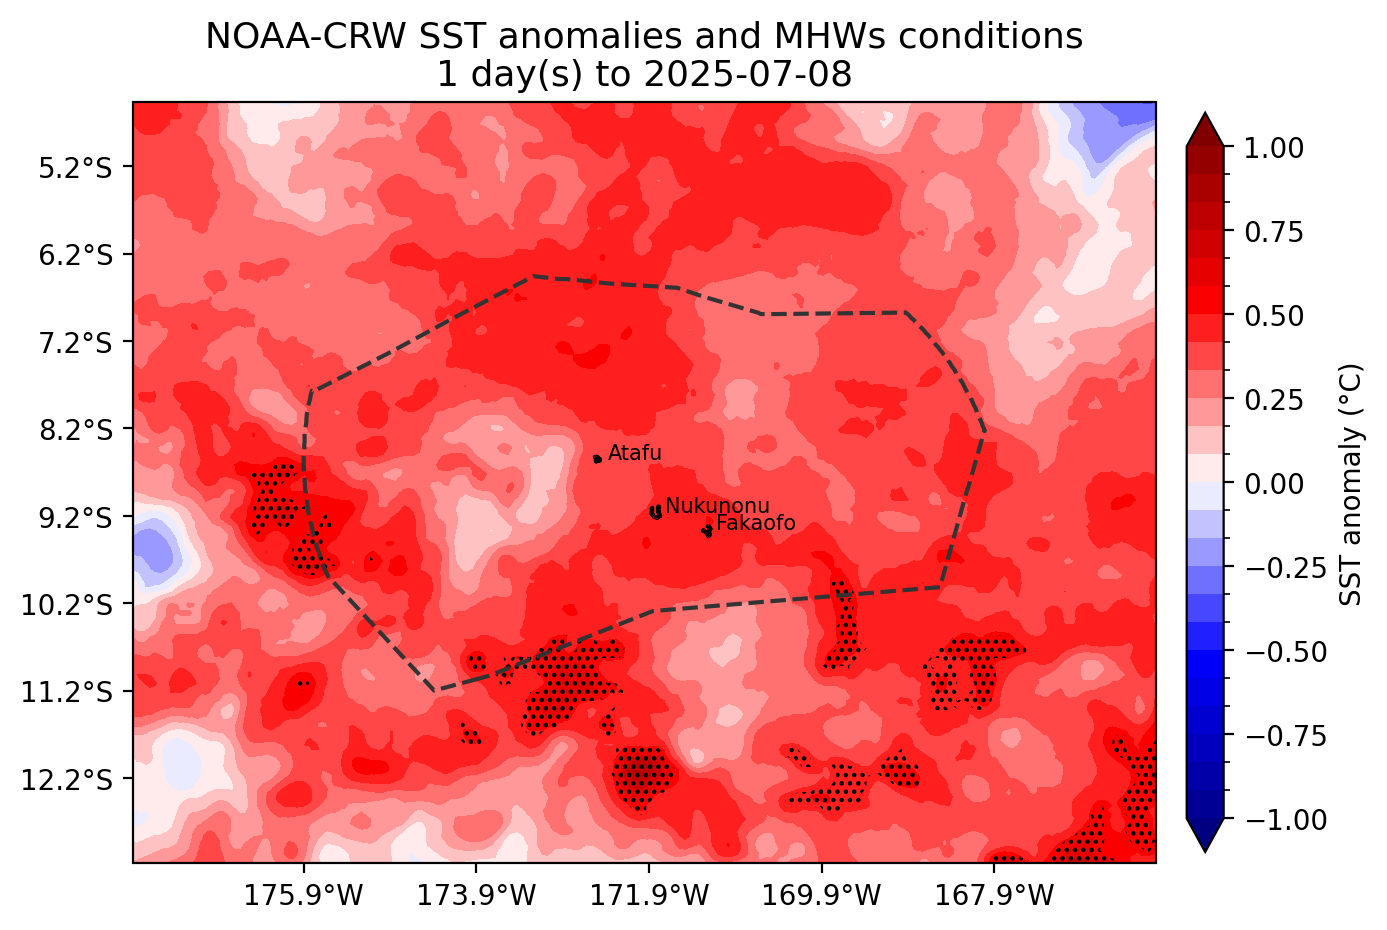 NOAA-CRW SST anomalies and MHWs conditions
1 day(s) to 2025-07-08
5.2°S
6.2°S
7.2°S
8.2°S
9.2°S
10.2°S
11.2°S
12.2°S
Atafu
Nukunonu
Fakaofo
175.9°W
173.9°W
171.9°W
169.9°W
167.9°W
1.00
0.75
0.50
0.25
0.00
−0.25
−0.50
−0.75
−1.00
SST anomaly (°C)